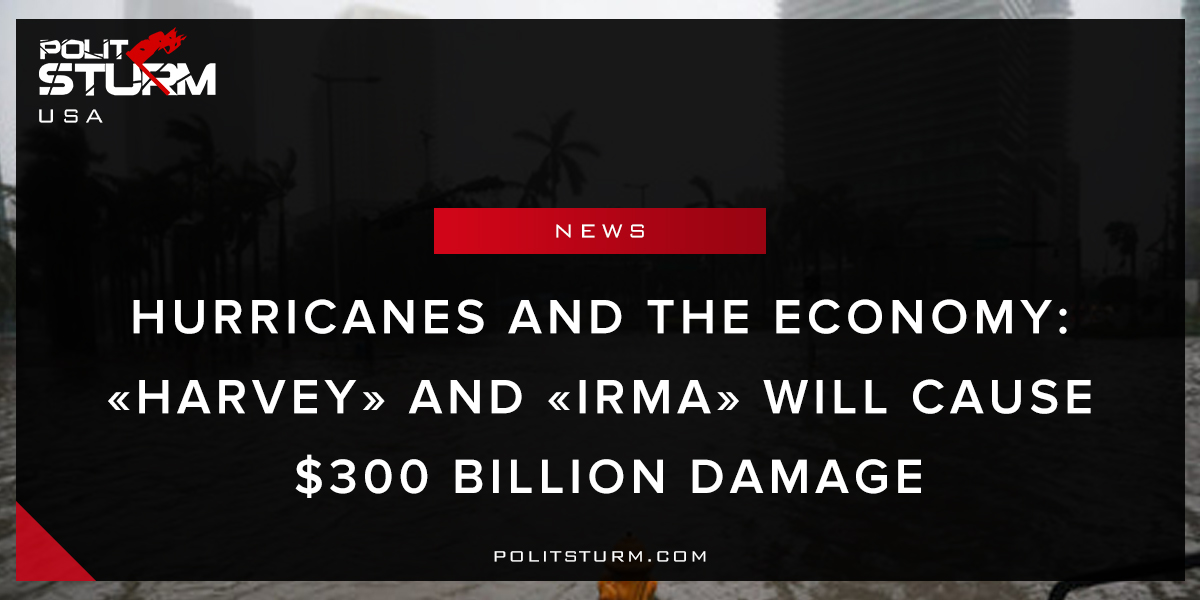 POLIT
STURM
USA
NEWS
HURRICANES AND THE ECONOMY:
«HARVEY» AND «IRMA» WILL CAUSE
$300 BILLION DAMAGE
POLITSTURM.COM